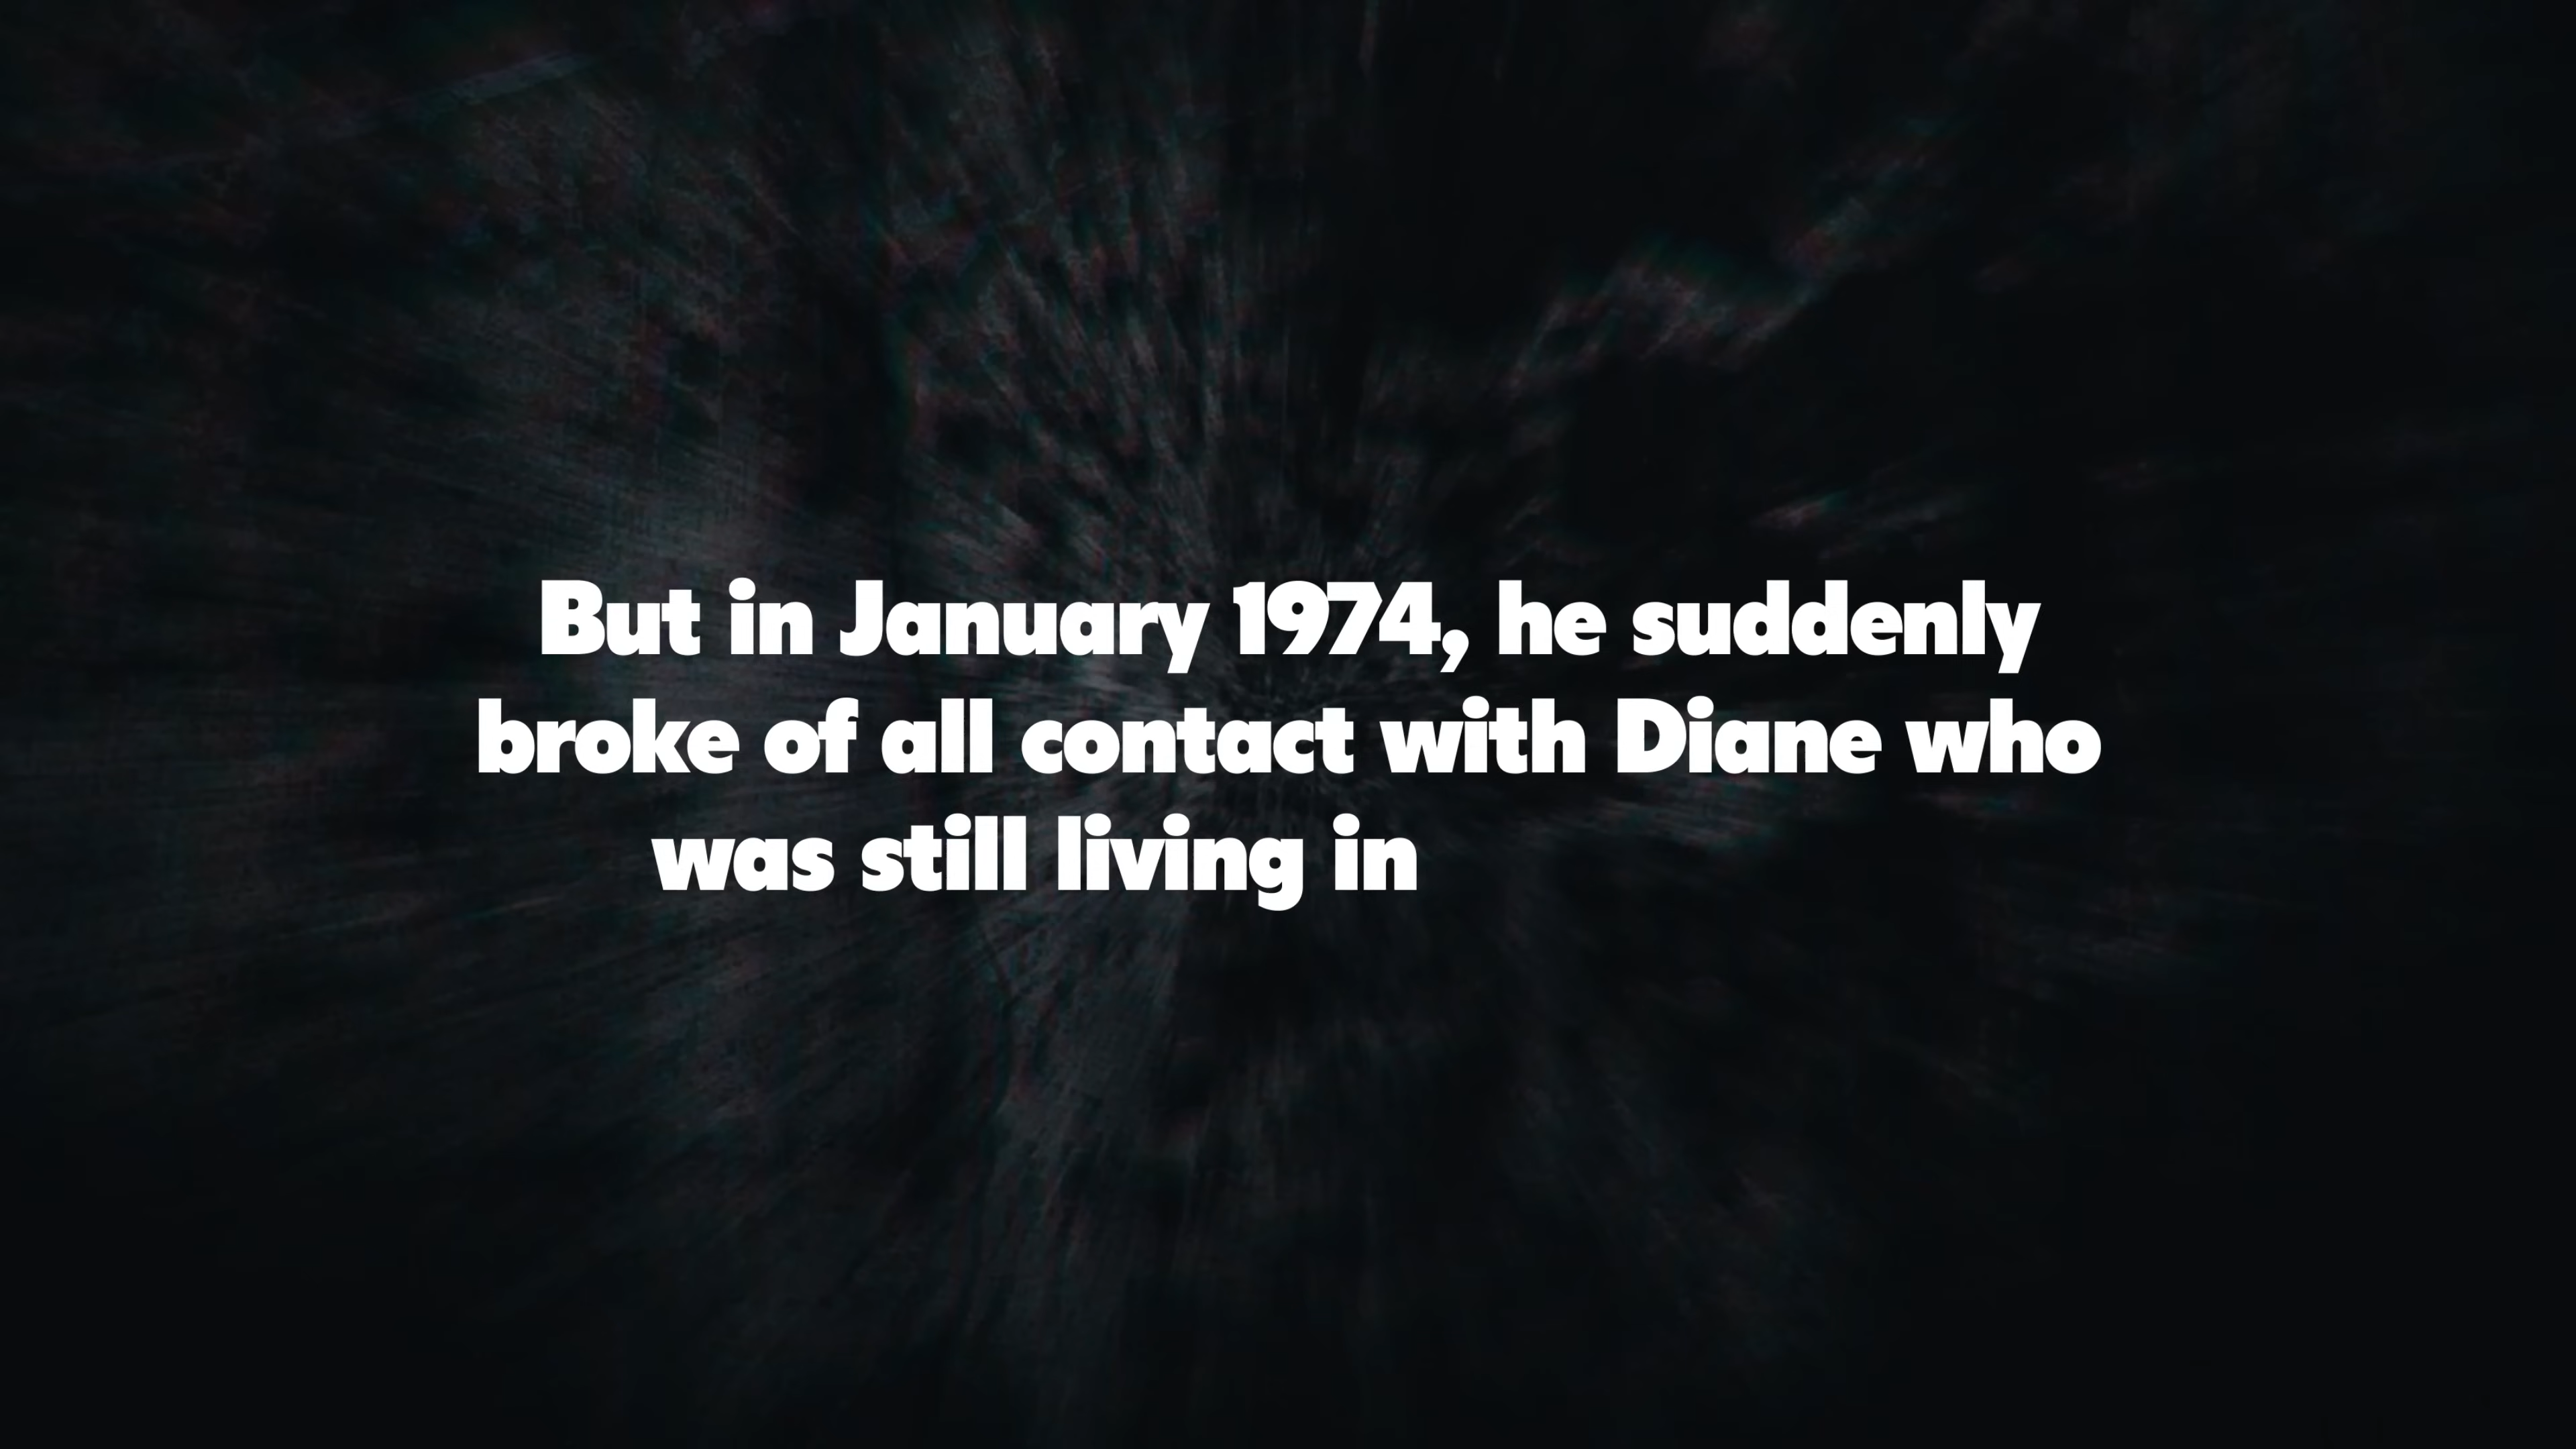 But in January 1974, he suddenly
broke of all contact with Diane who
was still living in